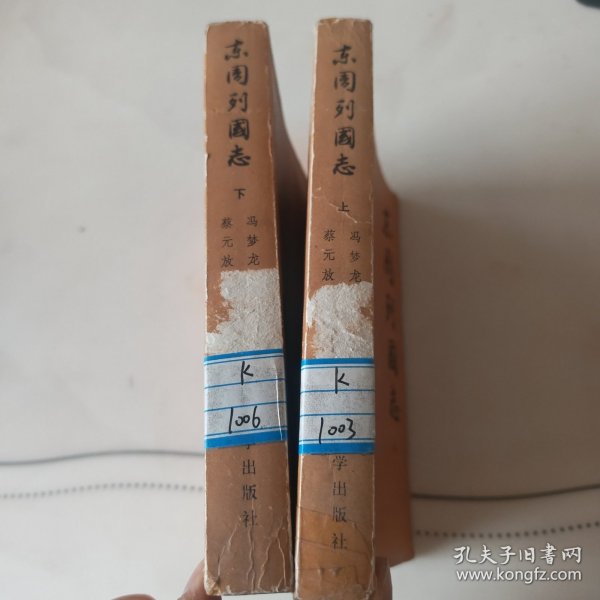 东周列國志
下
冯梦龙
蔡元放
K
1006
学出版社
东周列國志
上
冯梦龙
蔡元放
K
1003
学出版社
孔夫子旧书网
www.kongfz.com